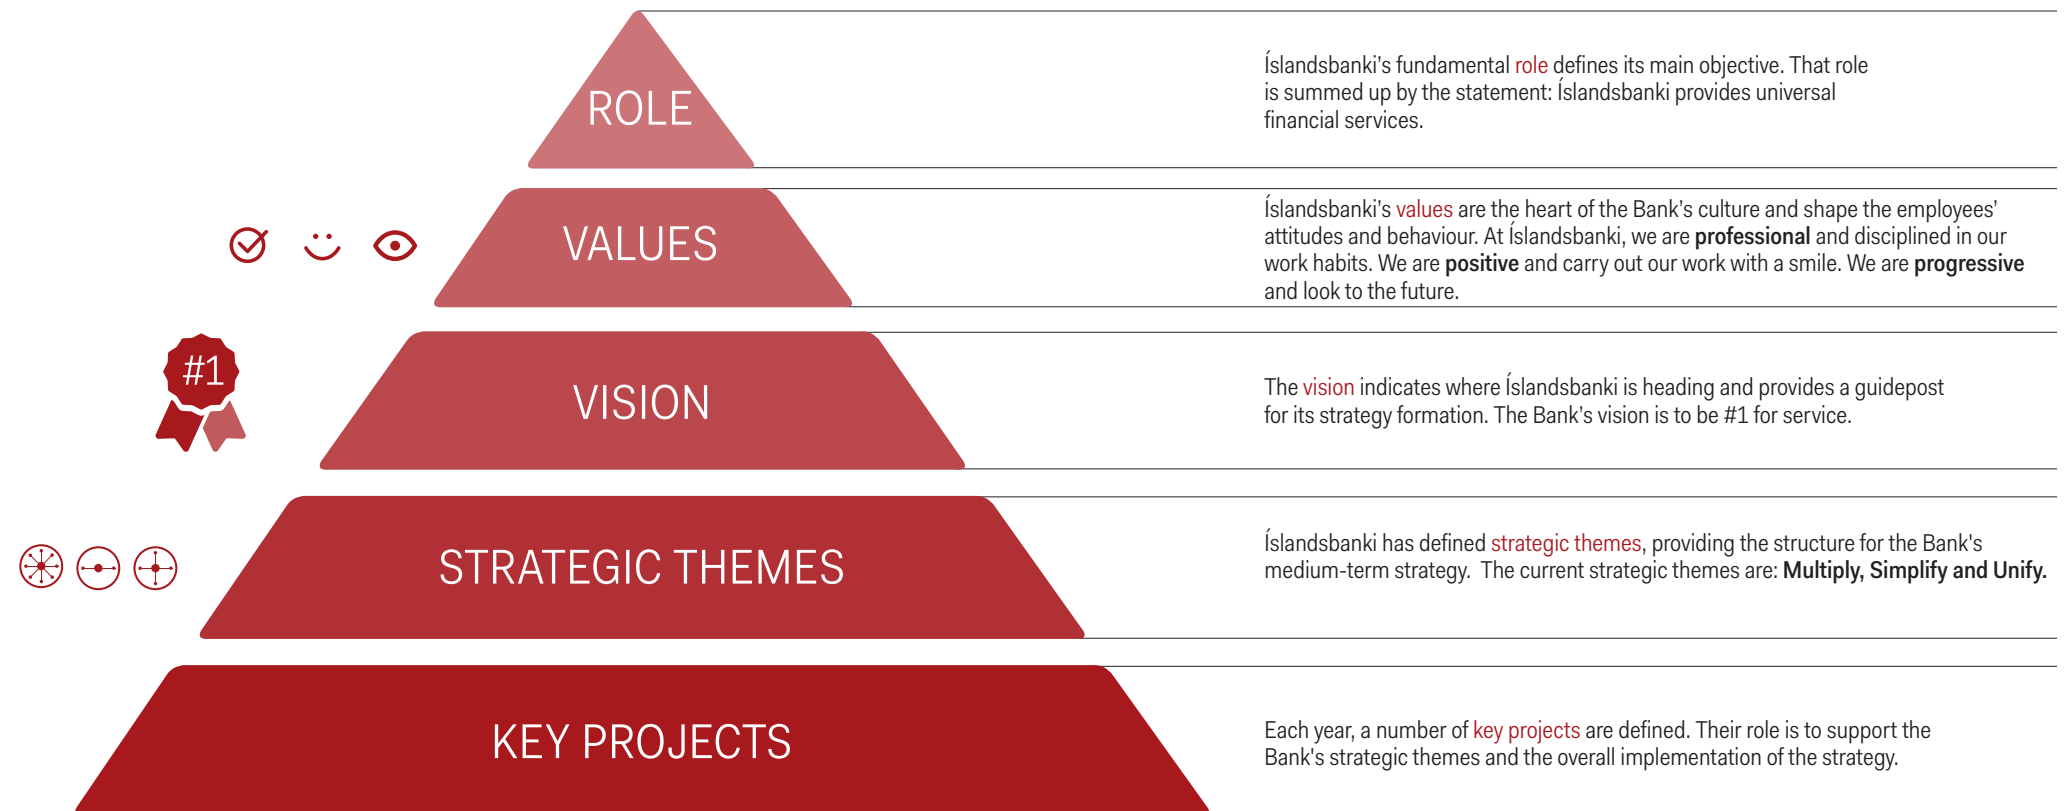 ROLE
Íslandsbanki's fundamental role defines its main objective. That role
is summed up by the statement: Íslandsbanki provides universal
financial services.
VALUES
Íslandsbanki's values are the heart of the Bank's culture and shape the employees'
attitudes and behaviour. At Íslandsbanki, we are professional and disciplined in our
work habits. We are positive and carry out our work with a smile. We are progressive
and look to the future.
#1
VISION
The vision indicates where Íslandsbanki is heading and provides a guidepost
for its strategy formation. The Bank's vision is to be #1 for service.
STRATEGIC THEMES
Íslandsbanki has defined strategic themes, providing the structure for the Bank's
medium-term strategy.  The current strategic themes are: Multiply, Simplify and Unify.
KEY PROJECTS
Each year, a number of key projects are defined. Their role is to support the
Bank's strategic themes and the overall implementation of the strategy.